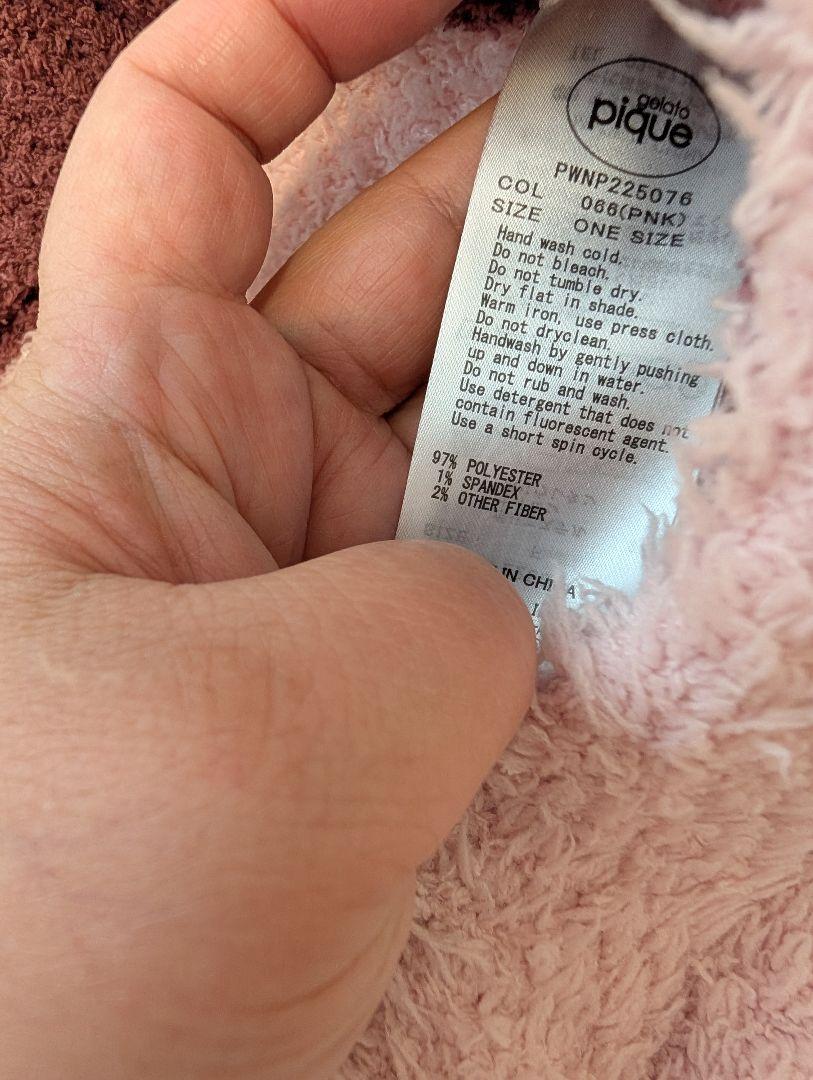 gelato
pique
PWNP225076
COL 066(PNK)
SIZE ONE SIZE
Hand wash cold.
Do not bleach.
Do not tumble dry.
Dry flat in shade.
Warm iron, use press cloth.
Do not dryclean.
Handwash by gently pushing
up and down in water.
Do not rub and wash.
Use detergent that does not
contain fluorescent agent.
Use a short spin cycle.
97% POLYESTER
1% SPANDEX
2% OTHER FIBER
IN CHINA